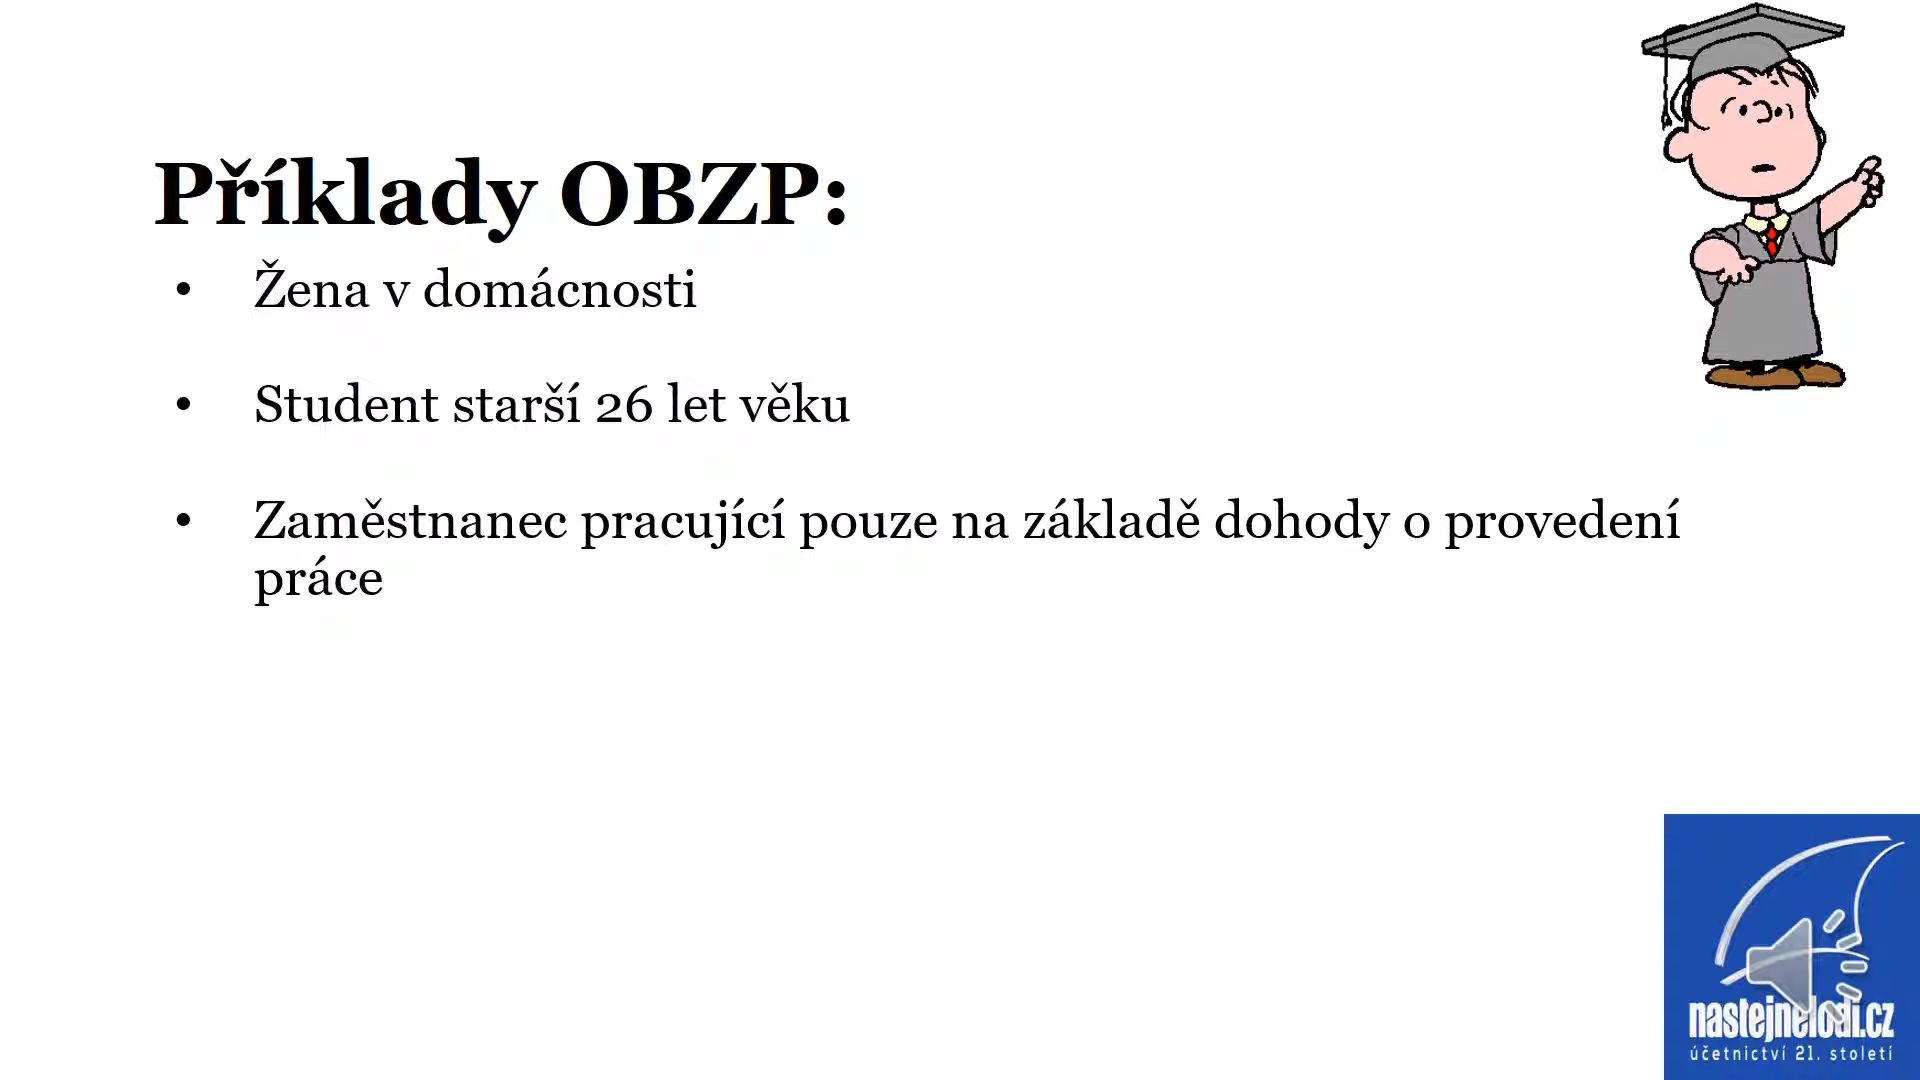 Příklady OBZP:
• Žena v domácnosti
• Student starší 26 let věku
• Zaměstnanec pracující pouze na základě dohody o provedení
práce
nastejnelodi.cz
účetnictví 21. století